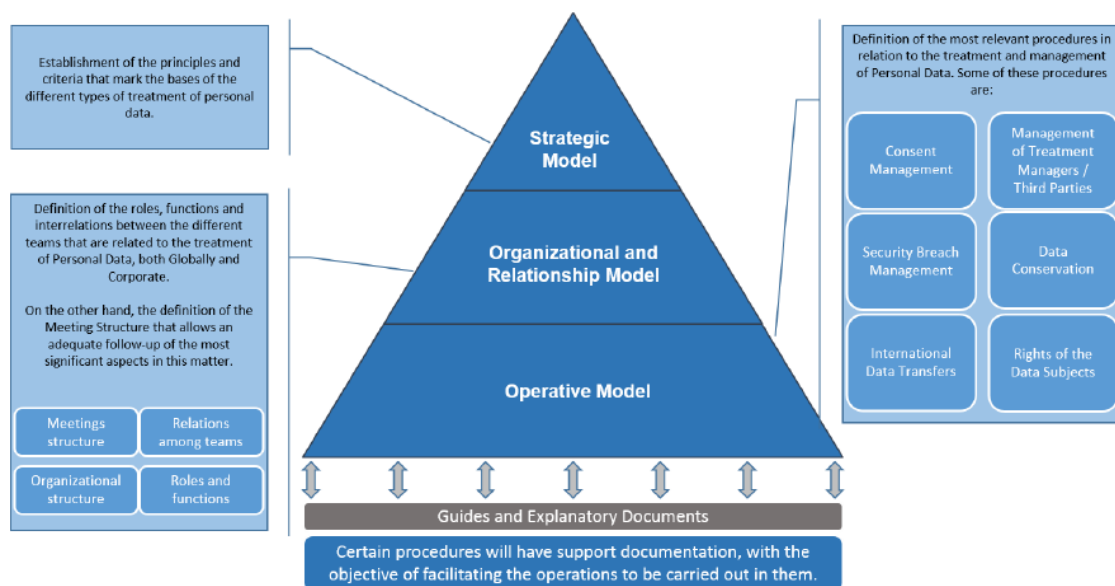 Establishment of the principles and
criteria that mark the bases of the
different types of treatment of personal
data.
Definition of the roles, functions and
interrelations between the different
teams that are related to the treatment
of Personal Data, both Globally and
Corporate.
On the other hand, the definition of the
Meeting Structure that allows an
adequate follow-up of the most
significant aspects in this matter.
Meetings
structure
Relations
among teams
Organizational
structure
Roles and
functions
Strategic
Model
Organizational and
Relationship Model
Operative Model
Guides and Explanatory Documents
Certain procedures will have support documentation, with the
objective of facilitating the operations to be carried out in them.
Definition of the most relevant procedures in
relation to the treatment and management
of Personal Data. Some of these procedures
are:
Consent
Management
Management
of Treatment
Managers /
Third Parties
Security Breach
Management
Data
Conservation
International
Data Transfers
Rights of the
Data Subjects